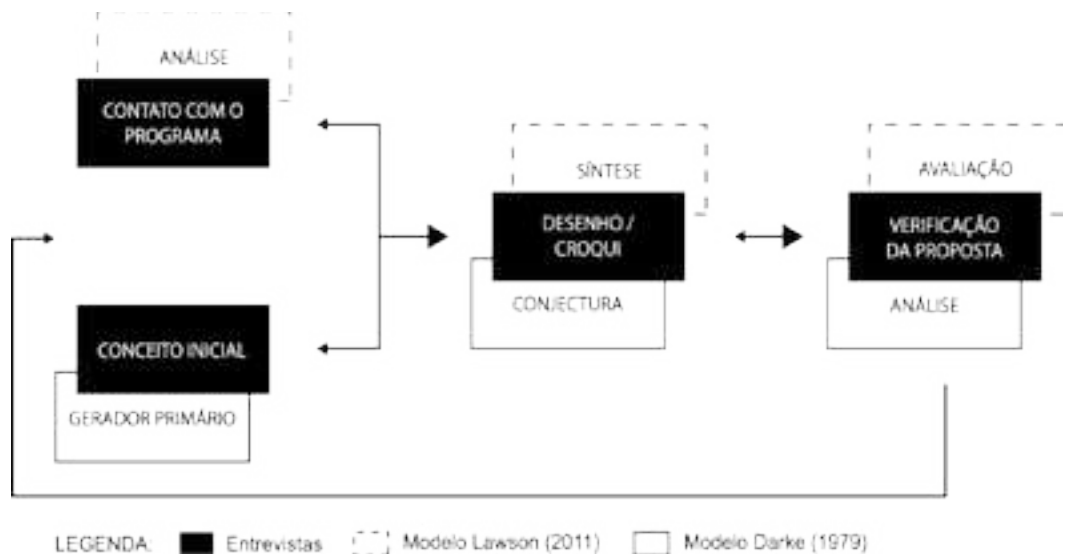 ANÁLISE
CONTATO COM O
PROGRAMA
SÍNTESE
DESENHO /
CROQUI
CONJECTURA
AVALIAÇÃO
VERIFICAÇÃO
DA PROPOSTA
ANÁLISE
CONCEITO INICIAL
GERADOR PRIMÁRIO
LEGENDA: Entrevistas Modelo Lawson (2011) Modelo Darke (1979)